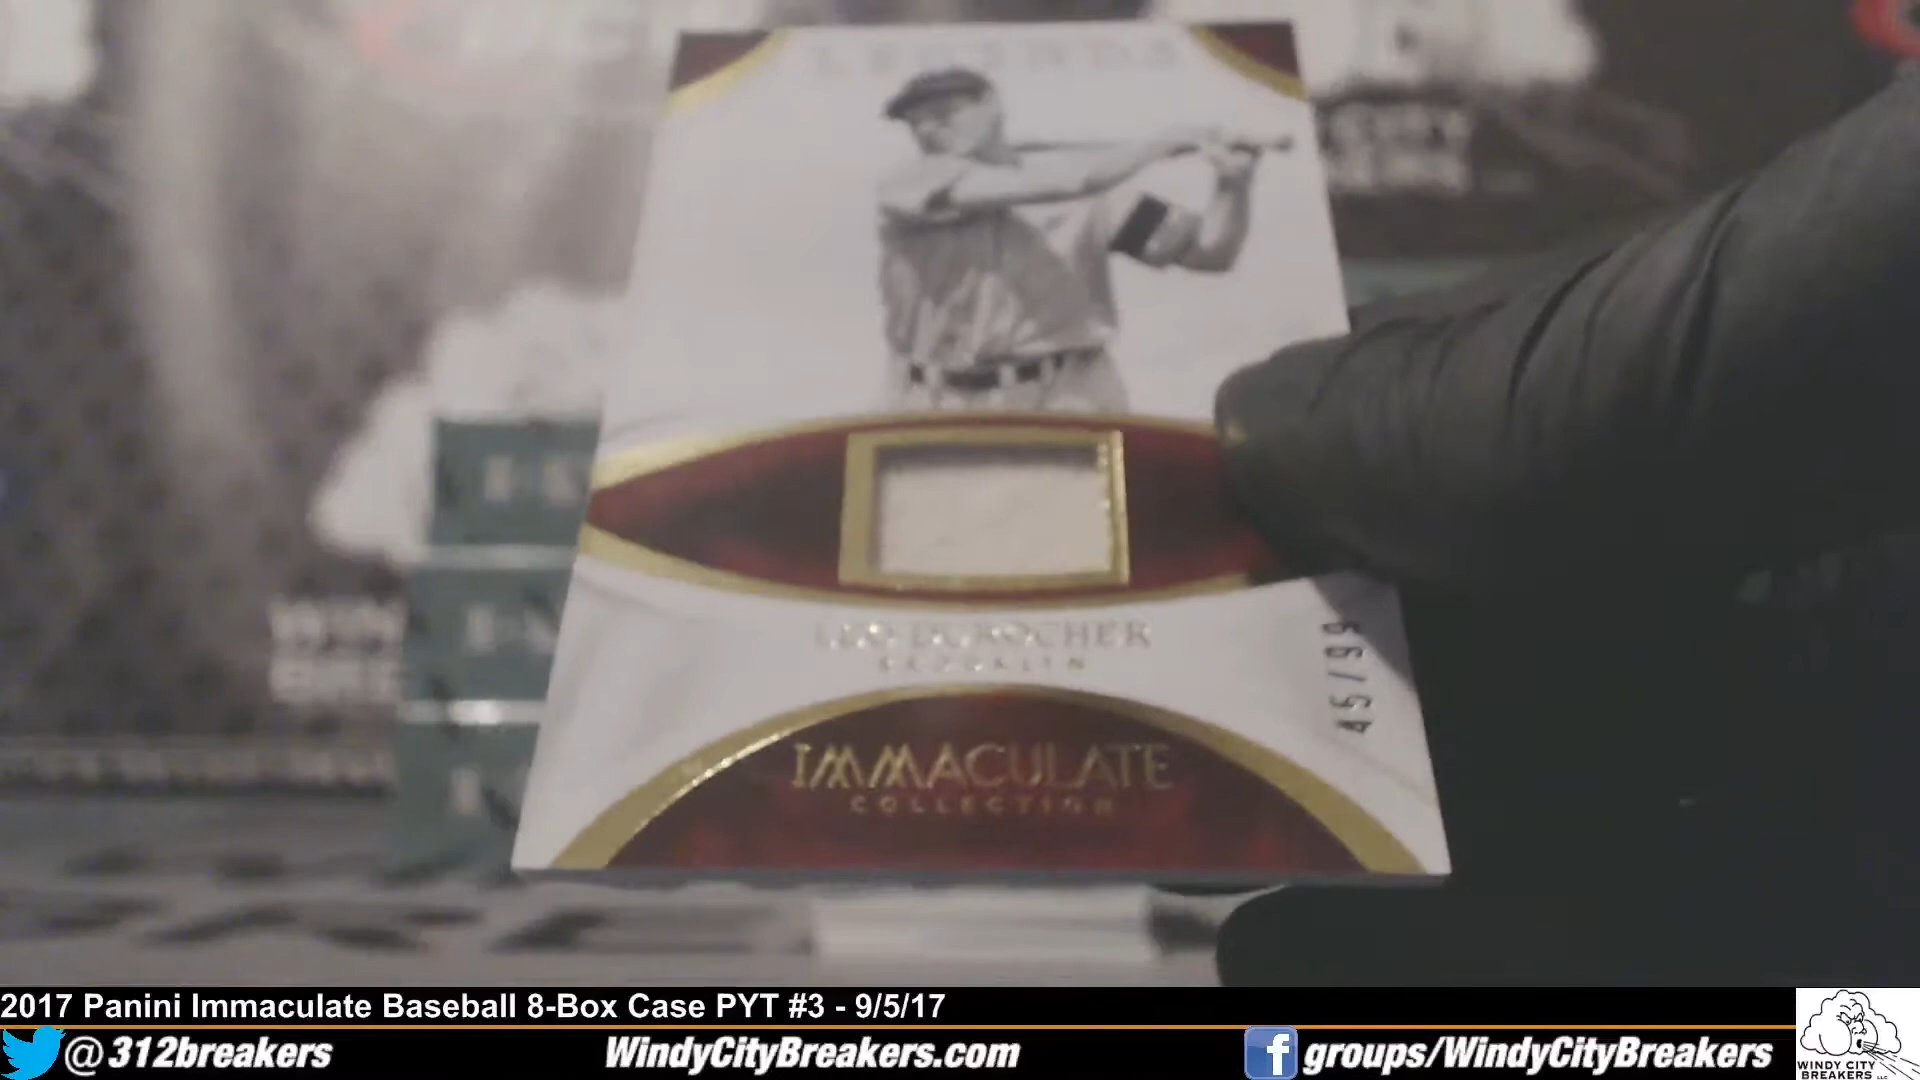 LEGENDS
LEO DUROCHER
BROOKLYN
45/99
IMMACULATE
COLLECTION
2017 Panini Immaculate Baseball 8-Box Case PYT #3 - 9/5/17
@312breakers
WindyCityBreakers.com
f groups/WindyCityBreakers
WINDY CITY
BREAKERS LLC